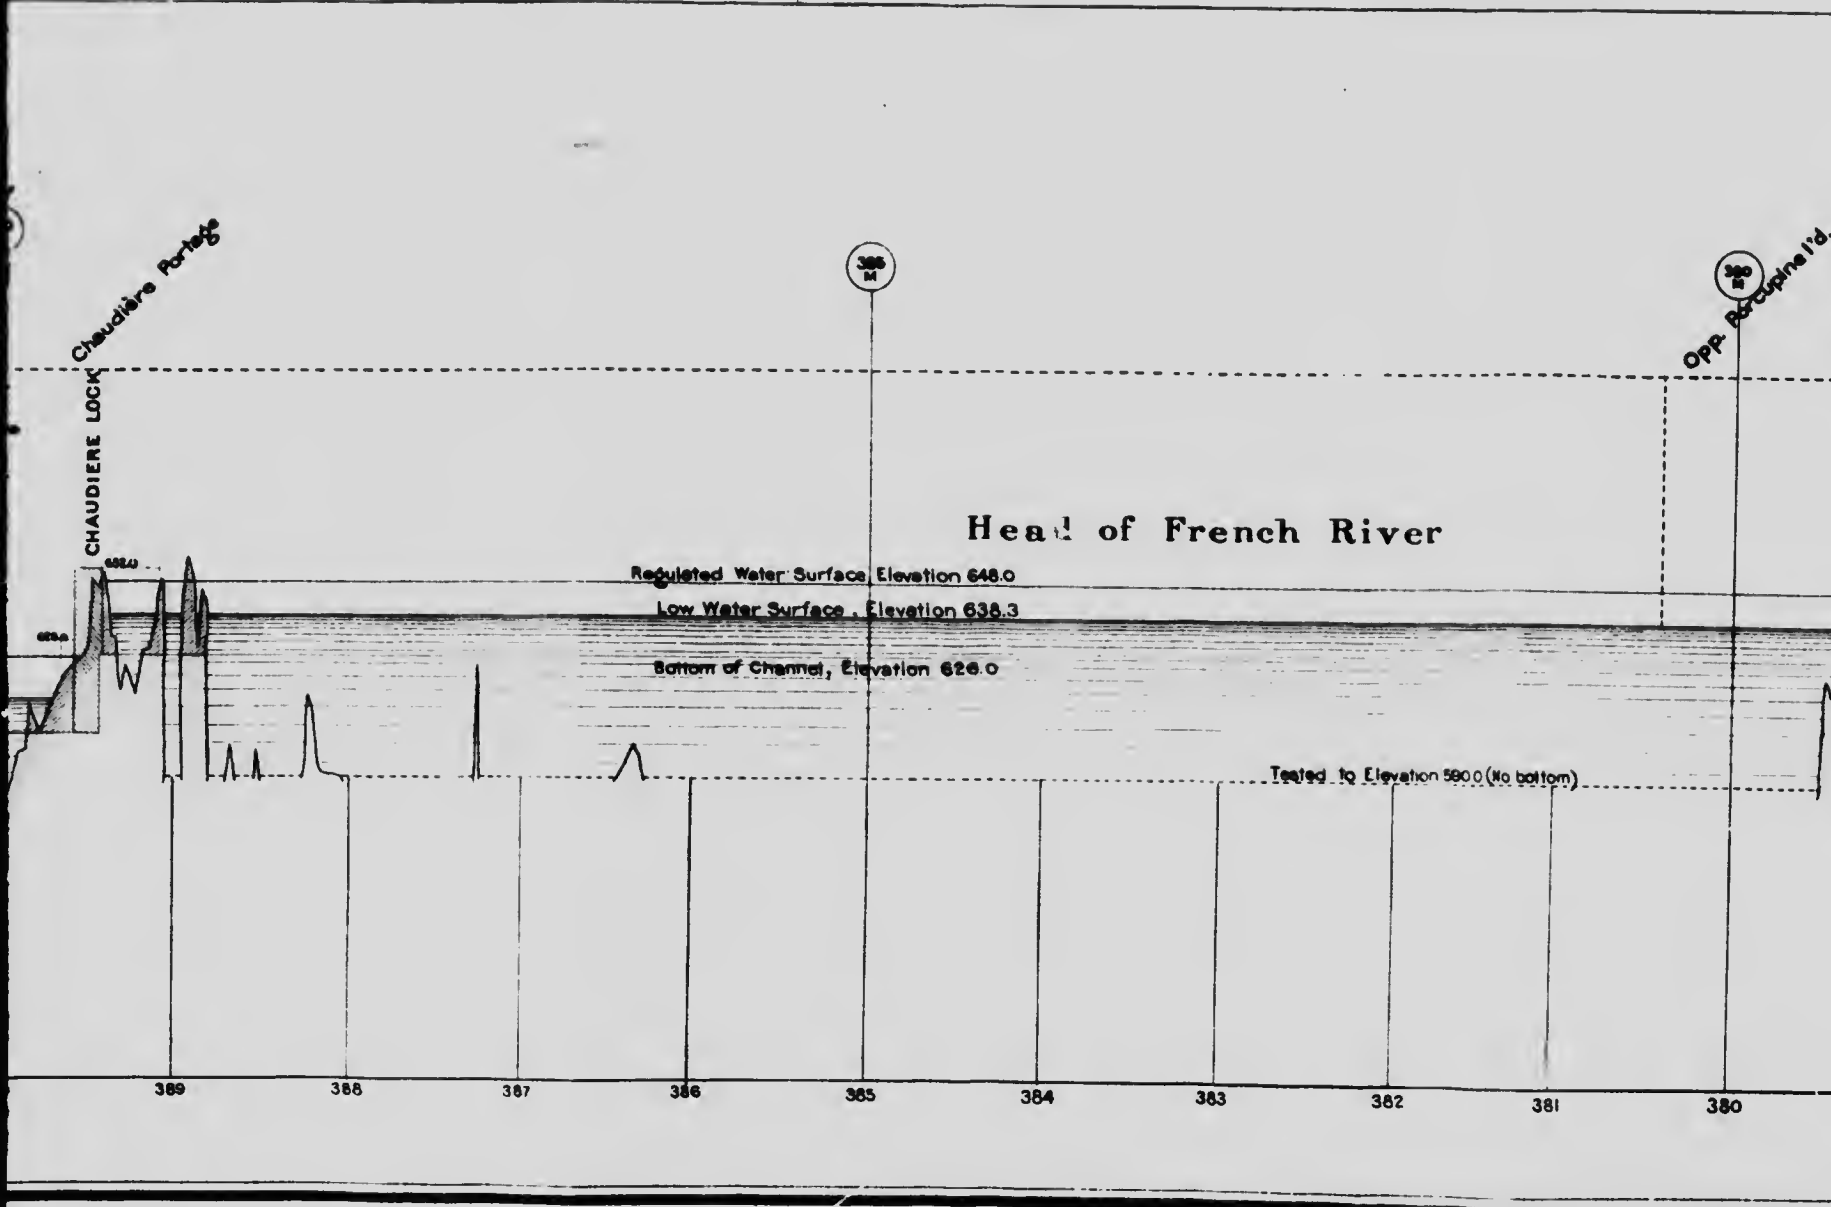 Chaudière Portage
385
M
380
M
Opp. Porcupine I'd.
CHAUDIERE LOCK
Head of French River
Regulated Water Surface, Elevation 648.0
Low Water Surface, Elevation 638.3
Bottom of Channel, Elevation 626.0
Tested to Elevation 590.0 (No bottom)
389
388
387
386
385
384
383
382
381
380